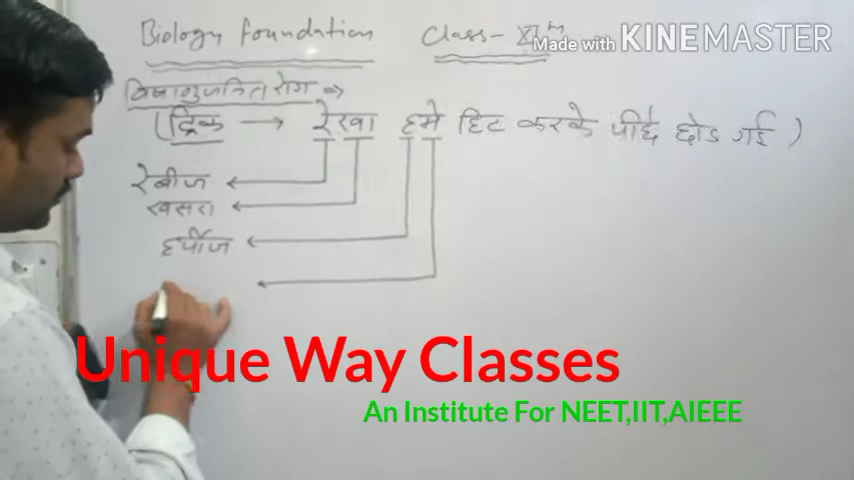 Biology Foundation Class - XIth
Made with KINEMASTER
विषाणुजनित रोग ⇒
( ट्रिक → रेखा हमे हिट करके पीछे छोड गई )
रेबीज
खसरा
हर्पीज
Unique Way Classes
An Institute For NEET,IIT,AIEEE